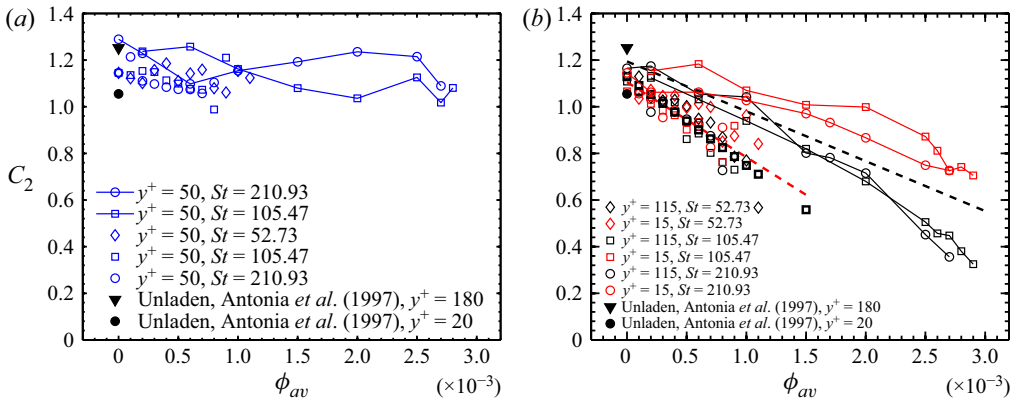 (a)
1.4
1.2
1.0
0.8
0.6
0.4
0.2
0
C₂
y⁺ = 50, St = 210.93
y⁺ = 50, St = 105.47
y⁺ = 50, St = 52.73
y⁺ = 50, St = 105.47
y⁺ = 50, St = 210.93
Unladen, Antonia et al. (1997), y⁺ = 180
Unladen, Antonia et al. (1997), y⁺ = 20
0 0.5 1.0 1.5 2.0 2.5 3.0
ϕav (×10⁻³)
(b)
1.4
1.2
1.0
0.8
0.6
0.4
0.2
0
y⁺ = 115, St = 52.73
y⁺ = 15, St = 52.73
y⁺ = 115, St = 105.47
y⁺ = 15, St = 105.47
y⁺ = 115, St = 210.93
y⁺ = 15, St = 210.93
Unladen, Antonia et al. (1997), y⁺ = 180
Unladen, Antonia et al. (1997), y⁺ = 20
0 0.5 1.0 1.5 2.0 2.5 3.0
ϕav (×10⁻³)